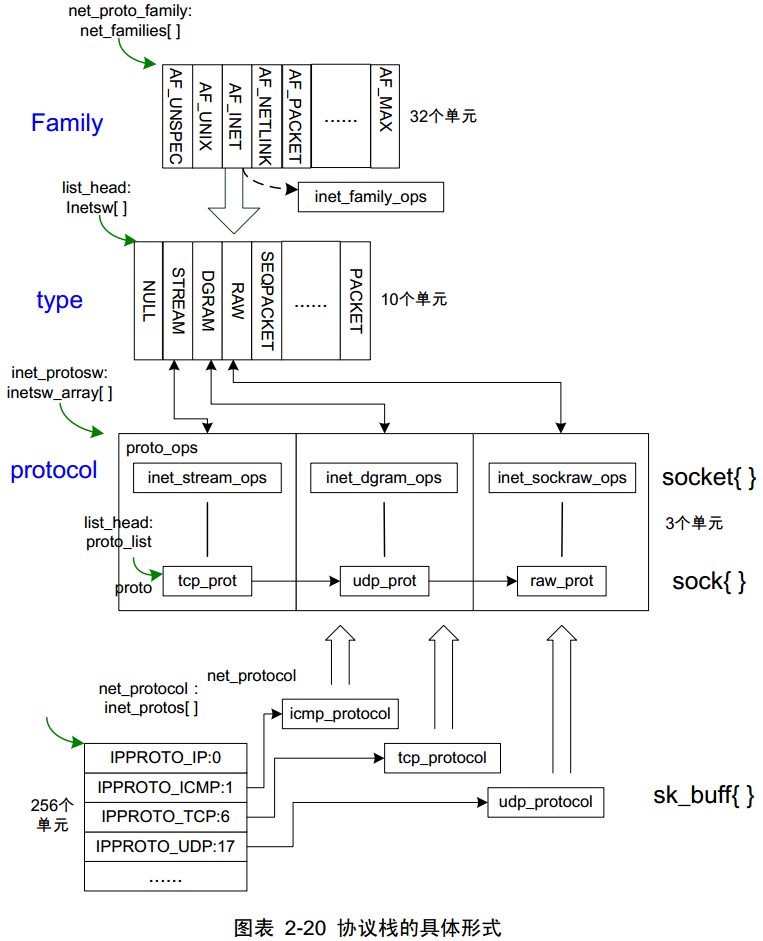 net_proto_family:
net_families[ ]
Family
AF_UNSPEC
AF_UNIX
AF_INET
AF_NETLINK
AF_PACKET
......
AF_MAX
32个单元
inet_family_ops
list_head:
Inetsw[ ]
type
NULL
STREAM
DGRAM
RAW
SEQPACKET
......
PACKET
10个单元
inet_protosw:
inetsw_array[ ]
protocol
proto_ops
inet_stream_ops
inet_dgram_ops
inet_sockraw_ops
socket{ }
3个单元
list_head:
proto_list
proto
tcp_prot
udp_prot
raw_prot
sock{ }
net_protocol
net_protocol :
inet_protos[ ]
icmp_protocol
tcp_protocol
udp_protocol
sk_buff{ }
256个
单元
IPPROTO_IP:0
IPPROTO_ICMP:1
IPPROTO_TCP:6
IPPROTO_UDP:17
......
图表 2-20 协议栈的具体形式